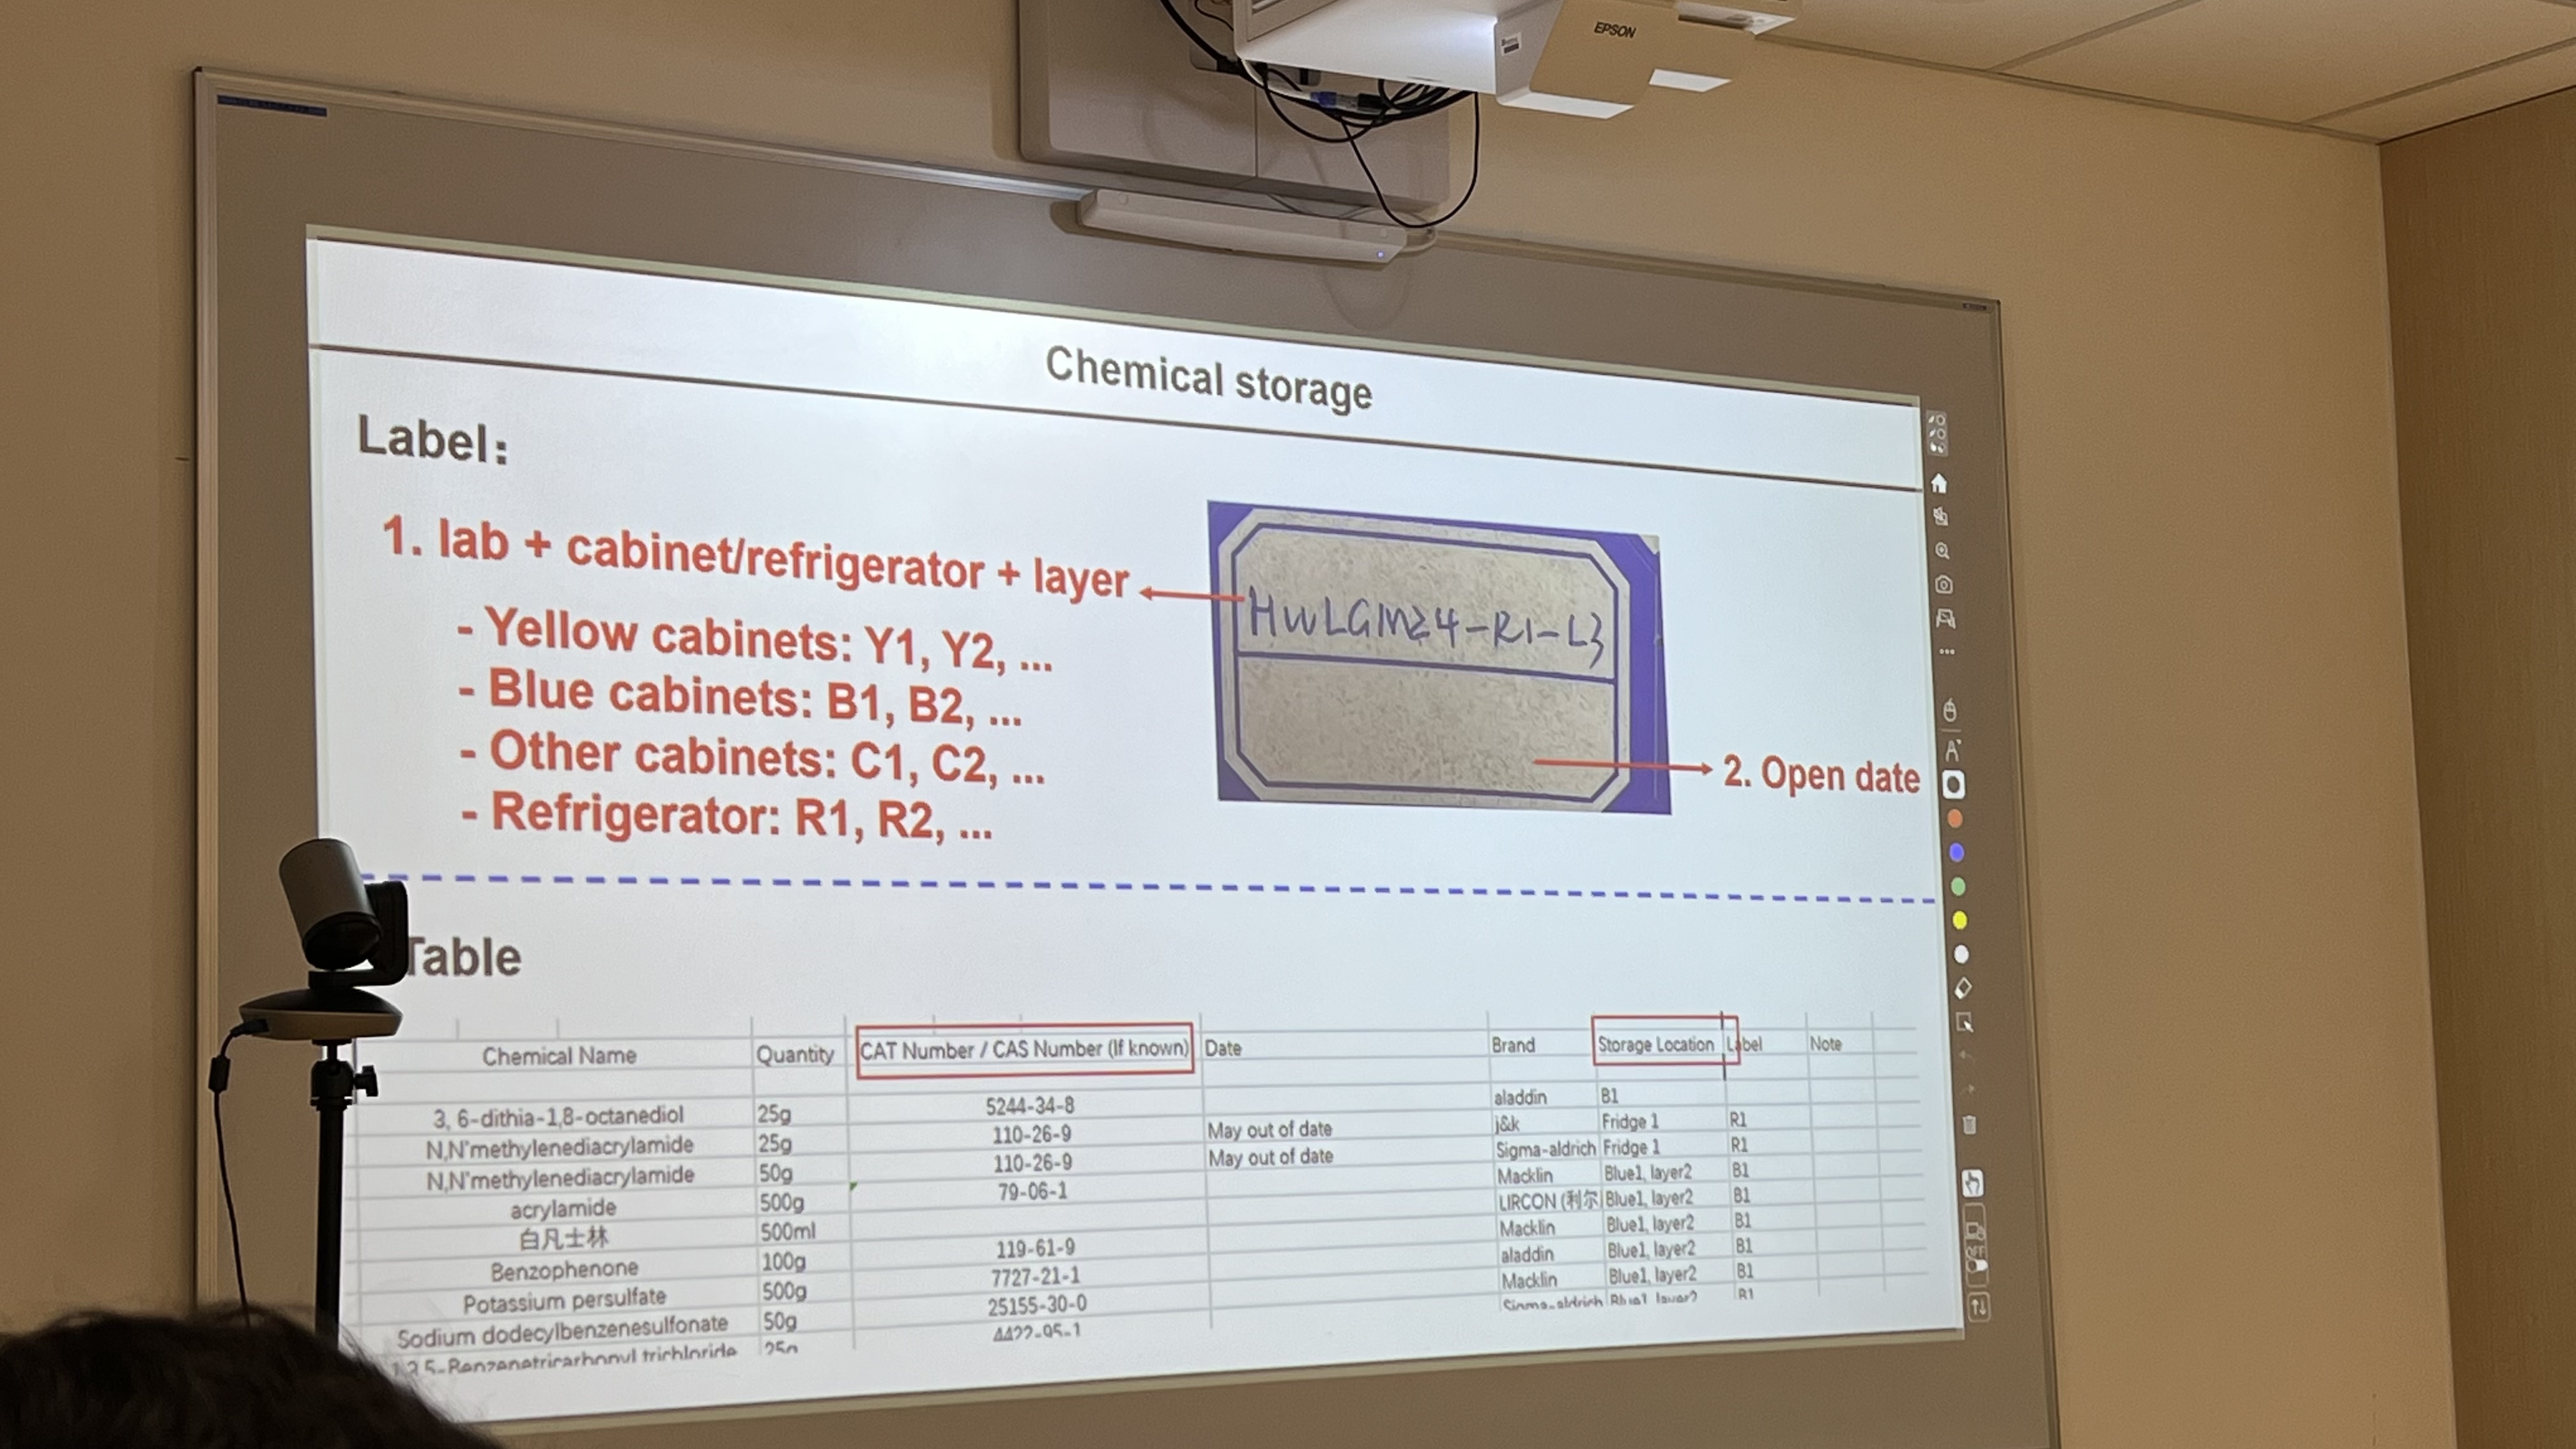 EPSON
Chemical storage
Label:
1. lab + cabinet/refrigerator + layer
- Yellow cabinets: Y1, Y2, ...
- Blue cabinets: B1, B2, ...
- Other cabinets: C1, C2, ...
- Refrigerator: R1, R2, ...
HWLG1M24-R1-L3
2. Open date
Table
Chemical Name Quantity CAT Number / CAS Number (If known) Date Brand Storage Location Label Note
3, 6-dithia-1,8-octanediol 25g 5244-34-8 aladdin B1
N,N'methylenediacrylamide 25g 110-26-9 May out of date j&k Fridge 1 R1
N,N'methylenediacrylamide 50g 110-26-9 May out of date Sigma-aldrich Fridge 1 R1
acrylamide 500g 79-06-1 Macklin Blue1, layer2 B1
白凡士林 500ml LIRCON (利尔 Blue1, layer2 B1
Benzophenone 100g 119-61-9 Macklin Blue1, layer2 B1
Potassium persulfate 500g 7727-21-1 aladdin Blue1, layer2 B1
Sodium dodecylbenzenesulfonate 50g 25155-30-0 Macklin Blue1, layer2 B1
1,3,5-Benzenetricarbonyl trichloride 25g 4422-95-1 Sigma-aldrich Blue1, layer2 B1
OFF